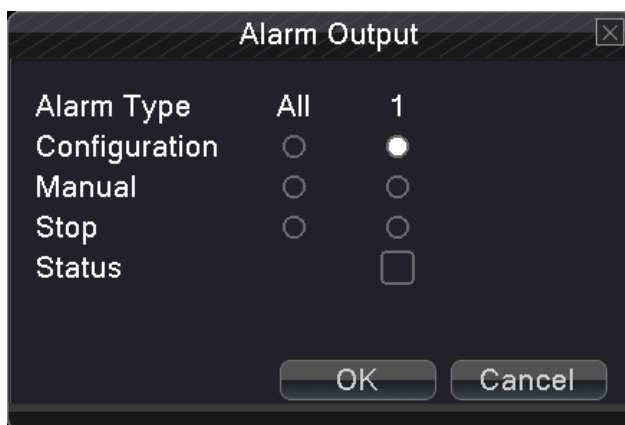 Alarm Output
Alarm Type All 1
Configuration
Manual
Stop
Status
OK Cancel